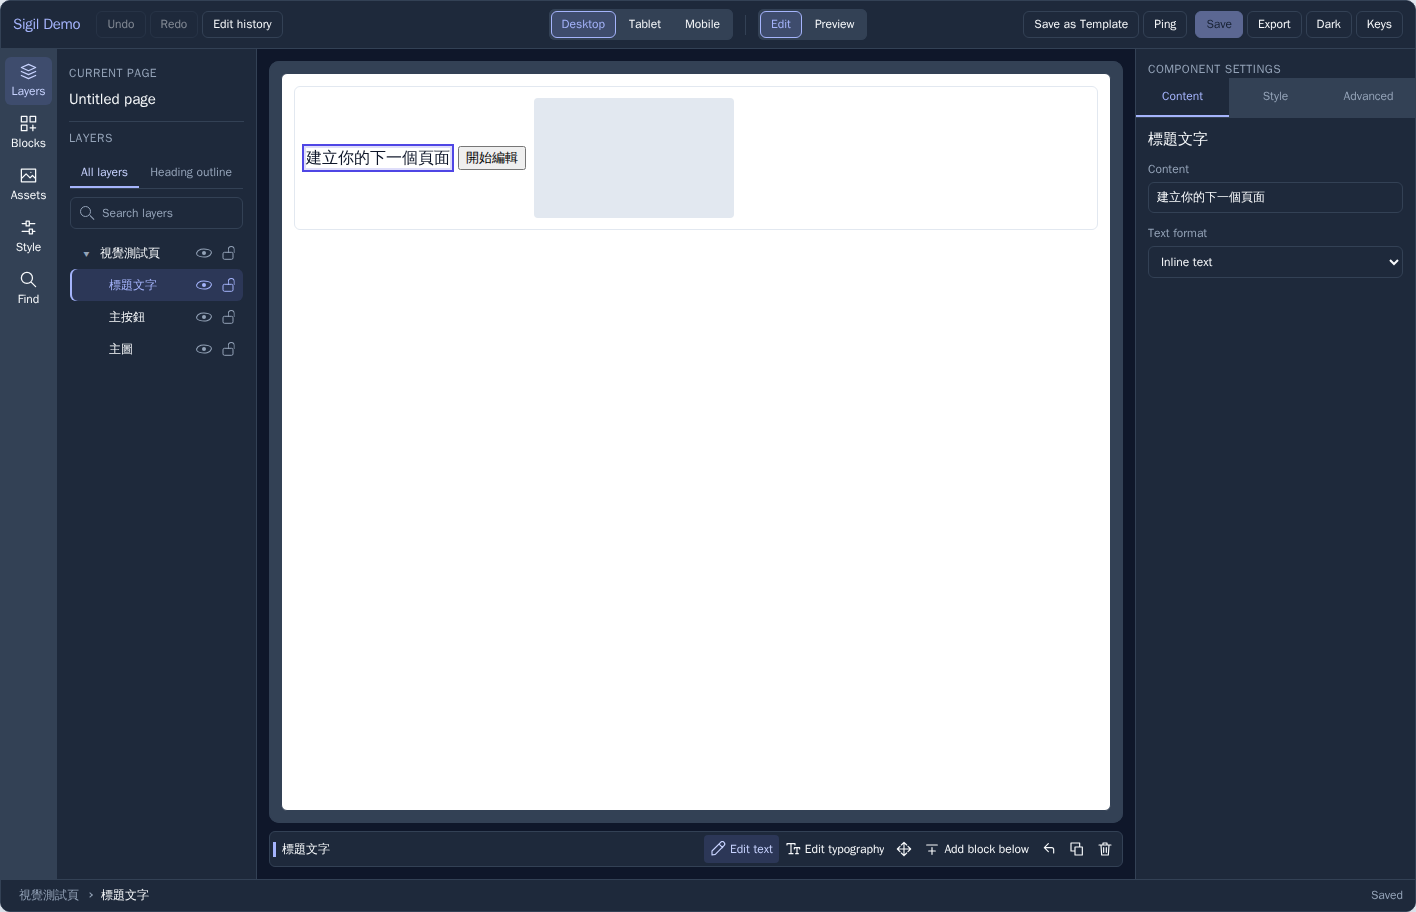 Sigil Demo
Undo
Redo
Edit history
Desktop
Tablet
Mobile
Edit
Preview
Save as Template
Ping
Save
Export
Dark
Keys
Layers
Blocks
Assets
Style
Find
CURRENT PAGE
Untitled page
LAYERS
All layers
Heading outline
Search layers
視覺測試頁
標題文字
主按鈕
主圖
建立你的下一個頁面
開始編輯
標題文字
Edit text
Edit typography
Add block below
COMPONENT SETTINGS
Content
Style
Advanced
標題文字
Content
建立你的下一個頁面
Text format
Inline text
視覺測試頁 › 標題文字
Saved